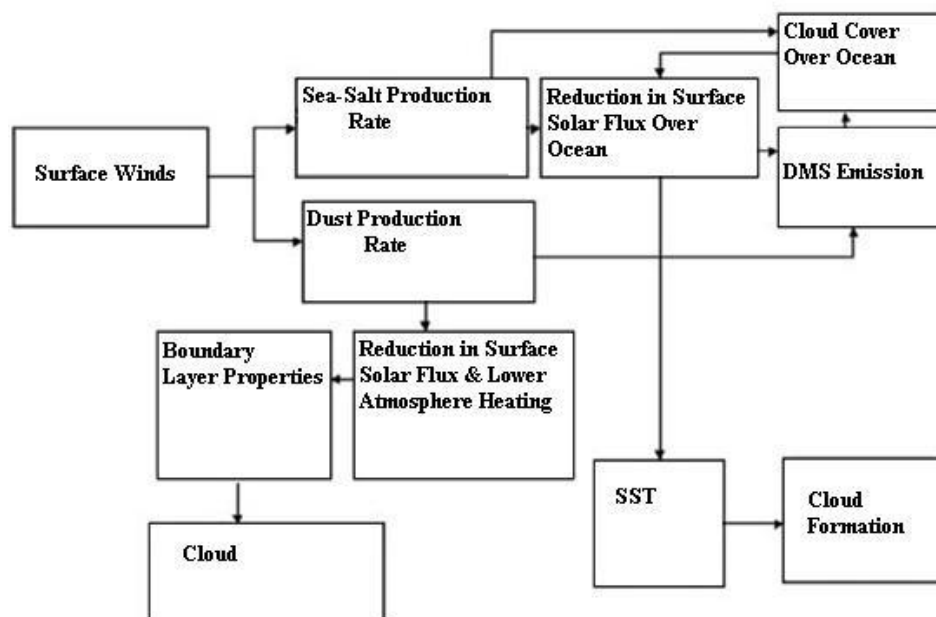 Cloud Cover
Over Ocean
Sea-Salt Production
Rate
Reduction in Surface
Solar Flux Over
Ocean
Surface Winds
DMS Emission
Dust Production
Rate
Boundary
Layer Properties
Reduction in Surface
Solar Flux & Lower
Atmosphere Heating
SST
Cloud
Formation
Cloud